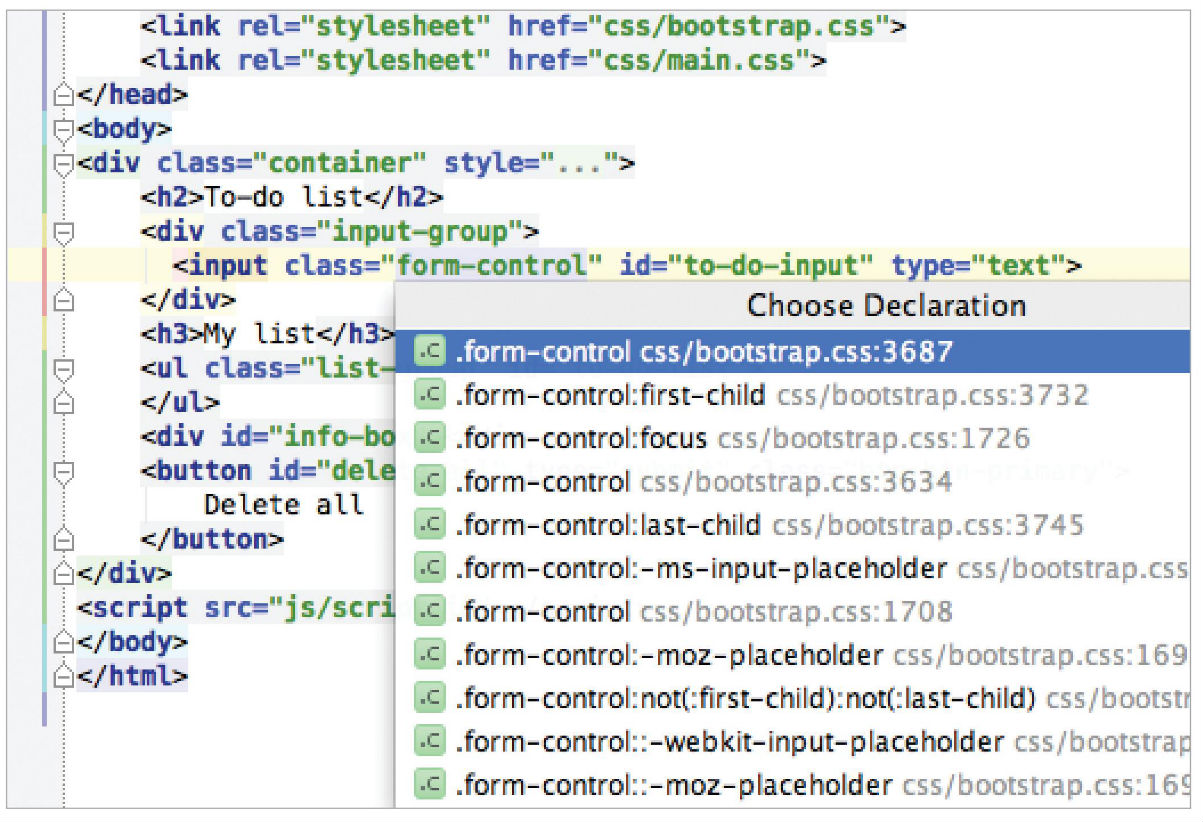 <link rel="stylesheet" href="css/bootstrap.css">
<link rel="stylesheet" href="css/main.css">
</head>
<body>
<div class="container" style="...">
<h2>To-do list</h2>
<div class="input-group">
<input class="form-control" id="to-do-input" type="text">
</div>
<h3>My list</h3>
<ul class="list-
</ul>
<div id="info-bo
<button id="dele
Delete all
</button>
</div>
<script src="js/scri
</body>
</html>
Choose Declaration
.c .form-control css/bootstrap.css:3687
.c .form-control:first-child css/bootstrap.css:3732
.c .form-control:focus css/bootstrap.css:1726
.c .form-control css/bootstrap.css:3634
.c .form-control:last-child css/bootstrap.css:3745
.c .form-control:-ms-input-placeholder css/bootstrap.css
.c .form-control css/bootstrap.css:1708
.c .form-control:-moz-placeholder css/bootstrap.css:169
.c .form-control:not(:first-child):not(:last-child) css/bootstr
.c .form-control::-webkit-input-placeholder css/bootstrap
.c .form-control::-moz-placeholder css/bootstrap.css:169